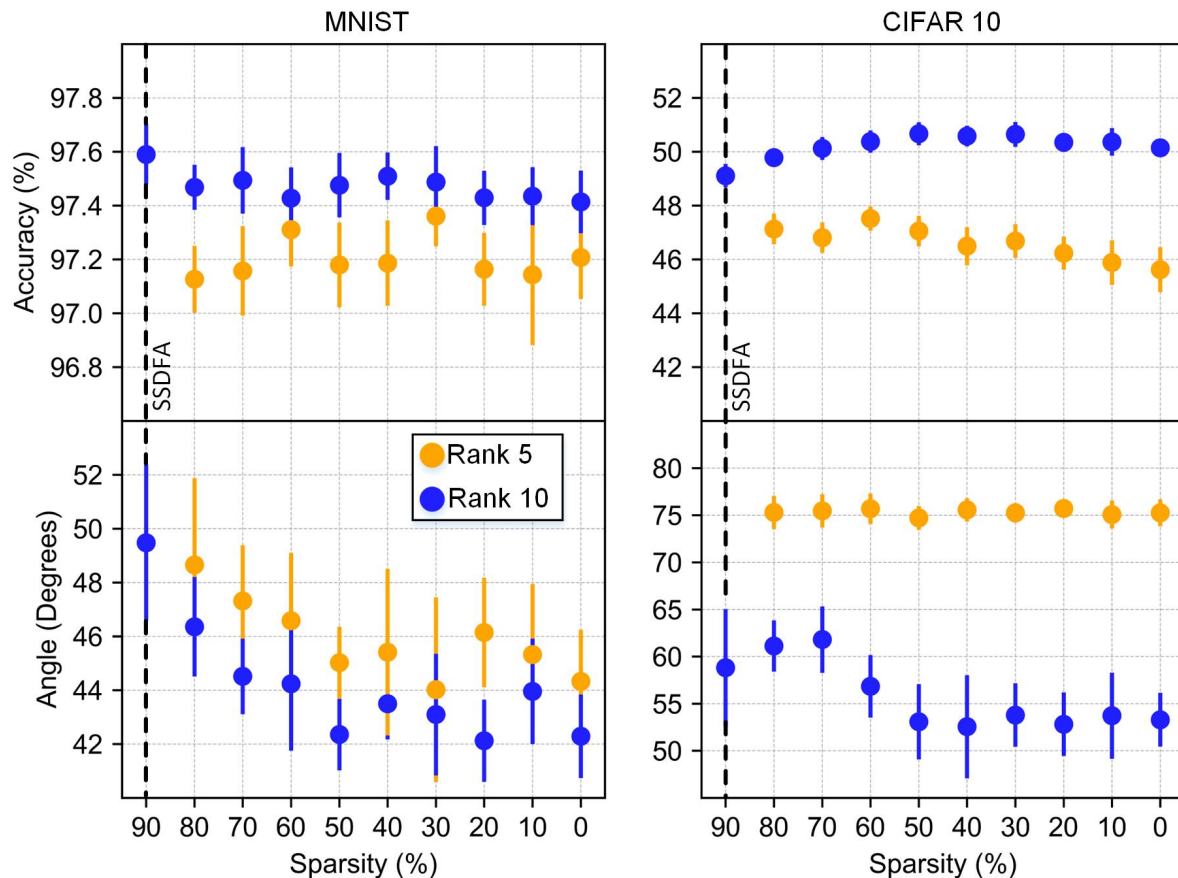 MNIST
CIFAR 10
Accuracy (%)
97.8
97.6
97.4
97.2
97.0
96.8
SSDFA
52
50
48
46
44
42
SSDFA
Angle (Degrees)
52
50
48
46
44
42
Rank 5
Rank 10
80
75
70
65
60
55
50
90 80 70 60 50 40 30 20 10 0
Sparsity (%)
90 80 70 60 50 40 30 20 10 0
Sparsity (%)